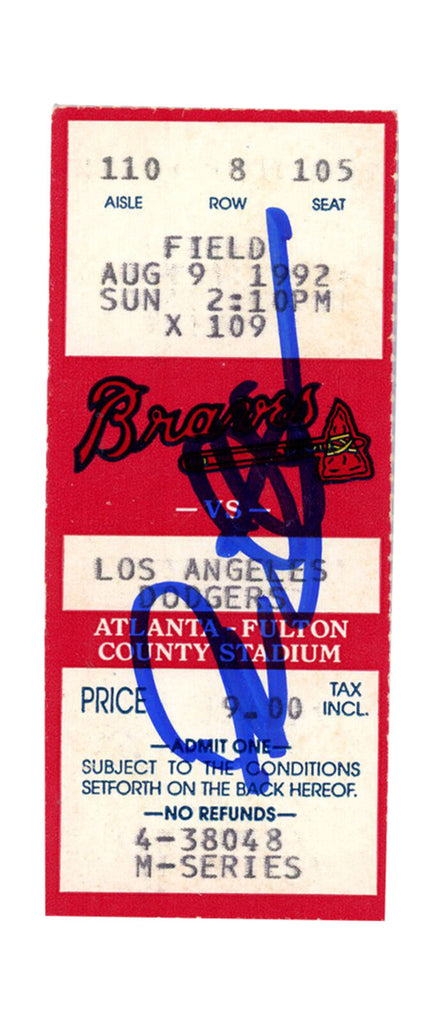 110 8 105
AISLE ROW SEAT
FIELD
AUG 9 1992
SUN 2:10PM
X 109
Braves
— VS —
LOS ANGELES
DODGERS
ATLANTA - FULTON
COUNTY STADIUM
PRICE 9.00 TAX
INCL.
—ADMIT ONE—
SUBJECT TO THE CONDITIONS
SETFORTH ON THE BACK HEREOF.
—NO REFUNDS—
4-38048
M-SERIES